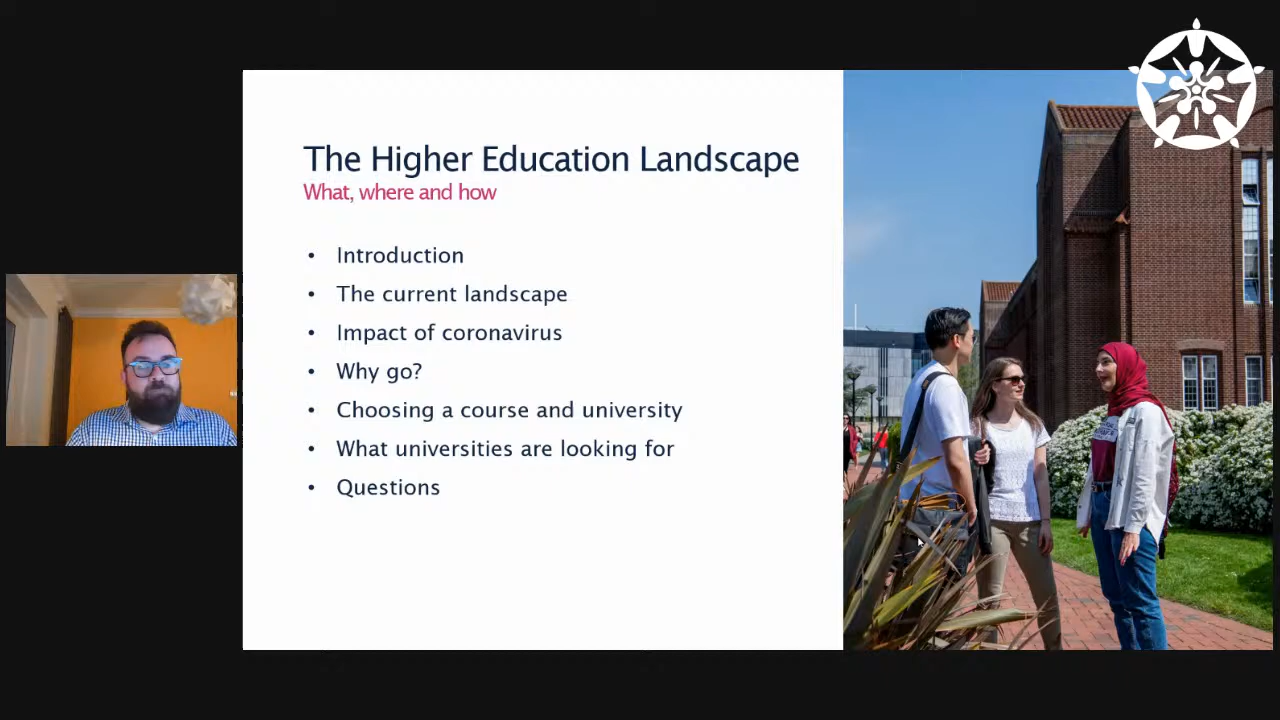 The Higher Education Landscape
What, where and how
• Introduction
• The current landscape
• Impact of coronavirus
• Why go?
• Choosing a course and university
• What universities are looking for
• Questions